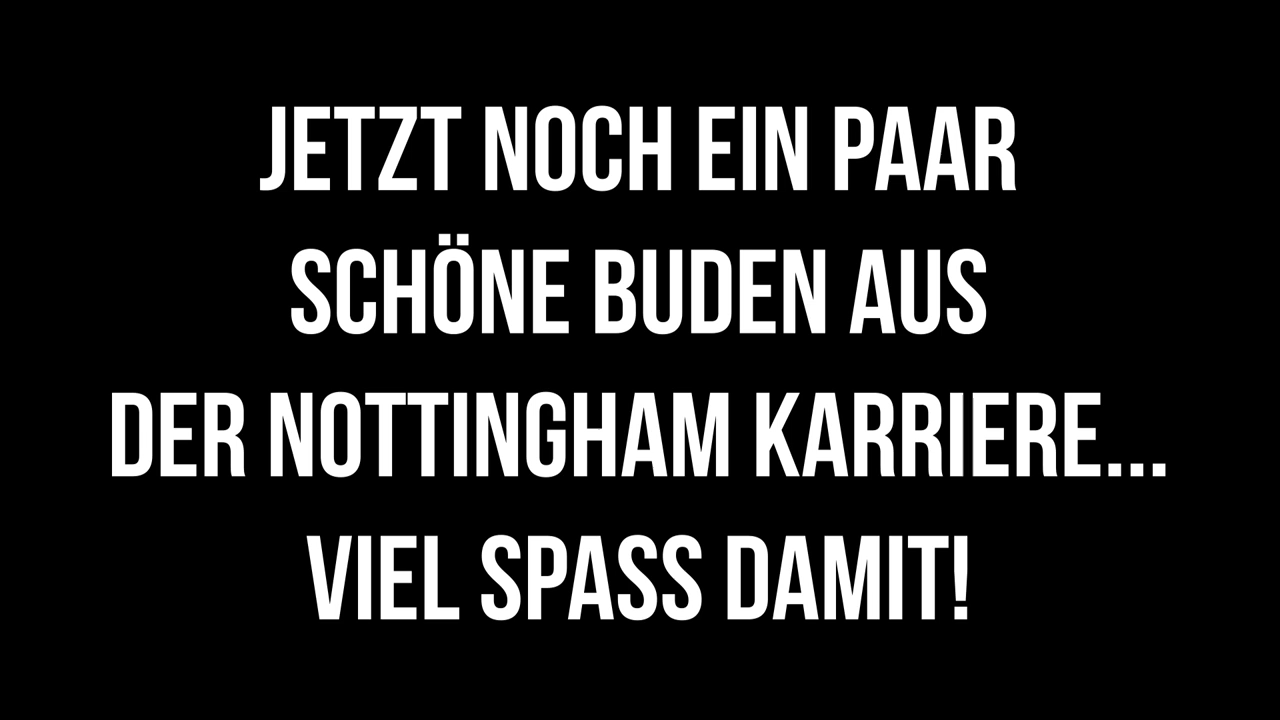 JETZT NOCH EIN PAAR
SCHÖNE BUDEN AUS
DER NOTTINGHAM KARRIERE...
VIEL SPASS DAMIT!